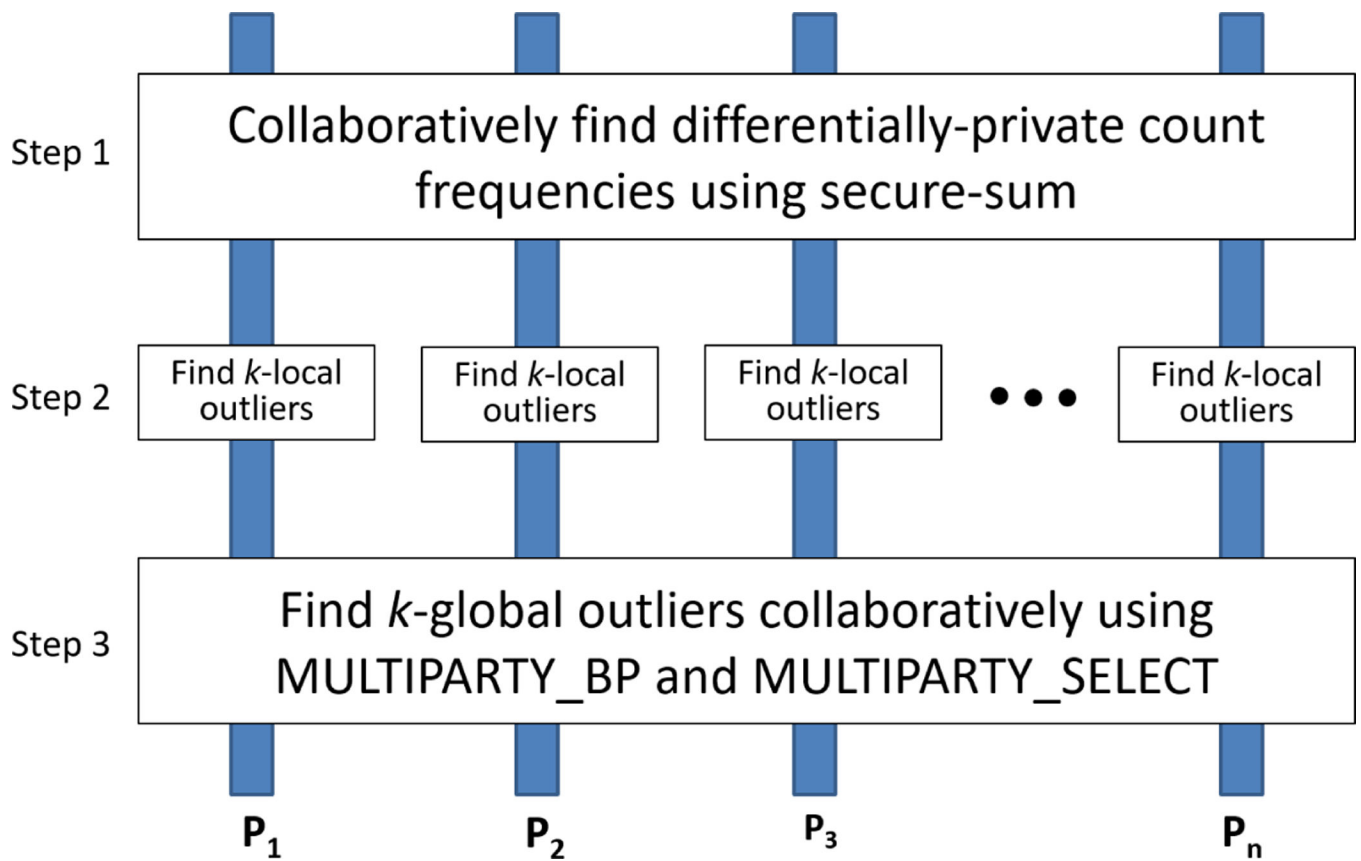 Step 1
Collaboratively find differentially-private count
frequencies using secure-sum
Step 2
Find k-local
outliers
Find k-local
outliers
Find k-local
outliers
Find k-local
outliers
Step 3
Find k-global outliers collaboratively using
MULTIPARTY_BP and MULTIPARTY_SELECT
P1 P2 P3 Pn